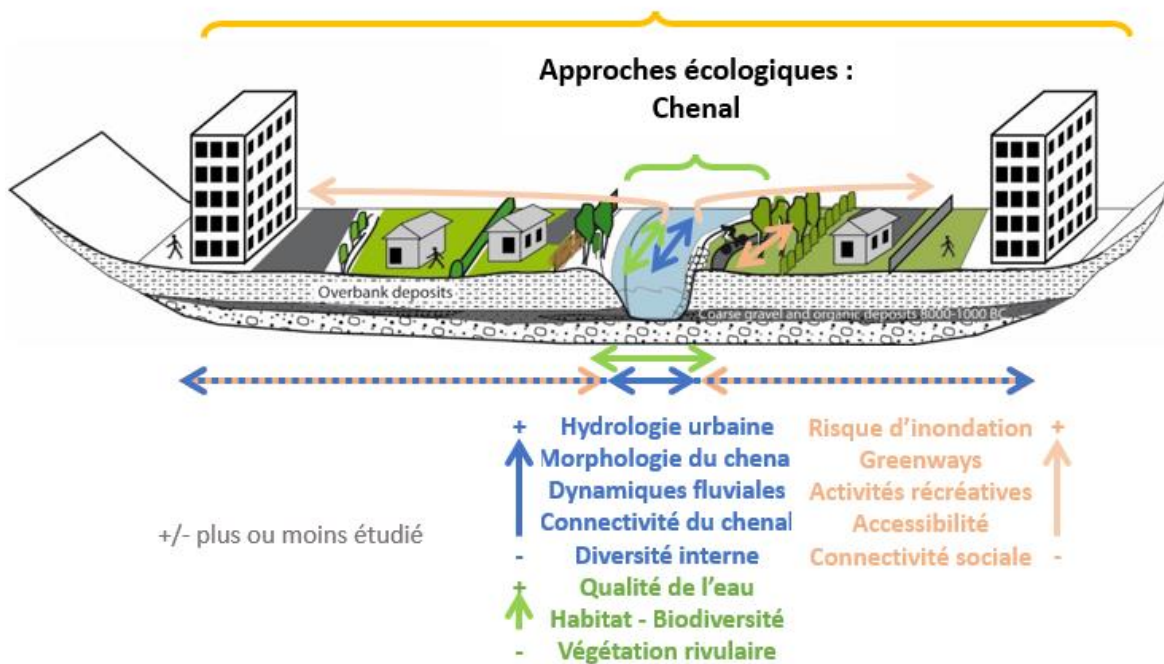 Approches écologiques :
Chenal
Overbank deposits
Coarse gravel and organic deposits 8000-1000 BC
+ Hydrologie urbaine Risque d'inondation +
Morphologie du chena Greenways
Dynamiques fluviales Activités récréatives
Connectivité du chenal Accessibilité
+/- plus ou moins étudié
- Diversité interne Connectivité sociale -
+ Qualité de l'eau
Habitat - Biodiversité
- Végétation rivulaire